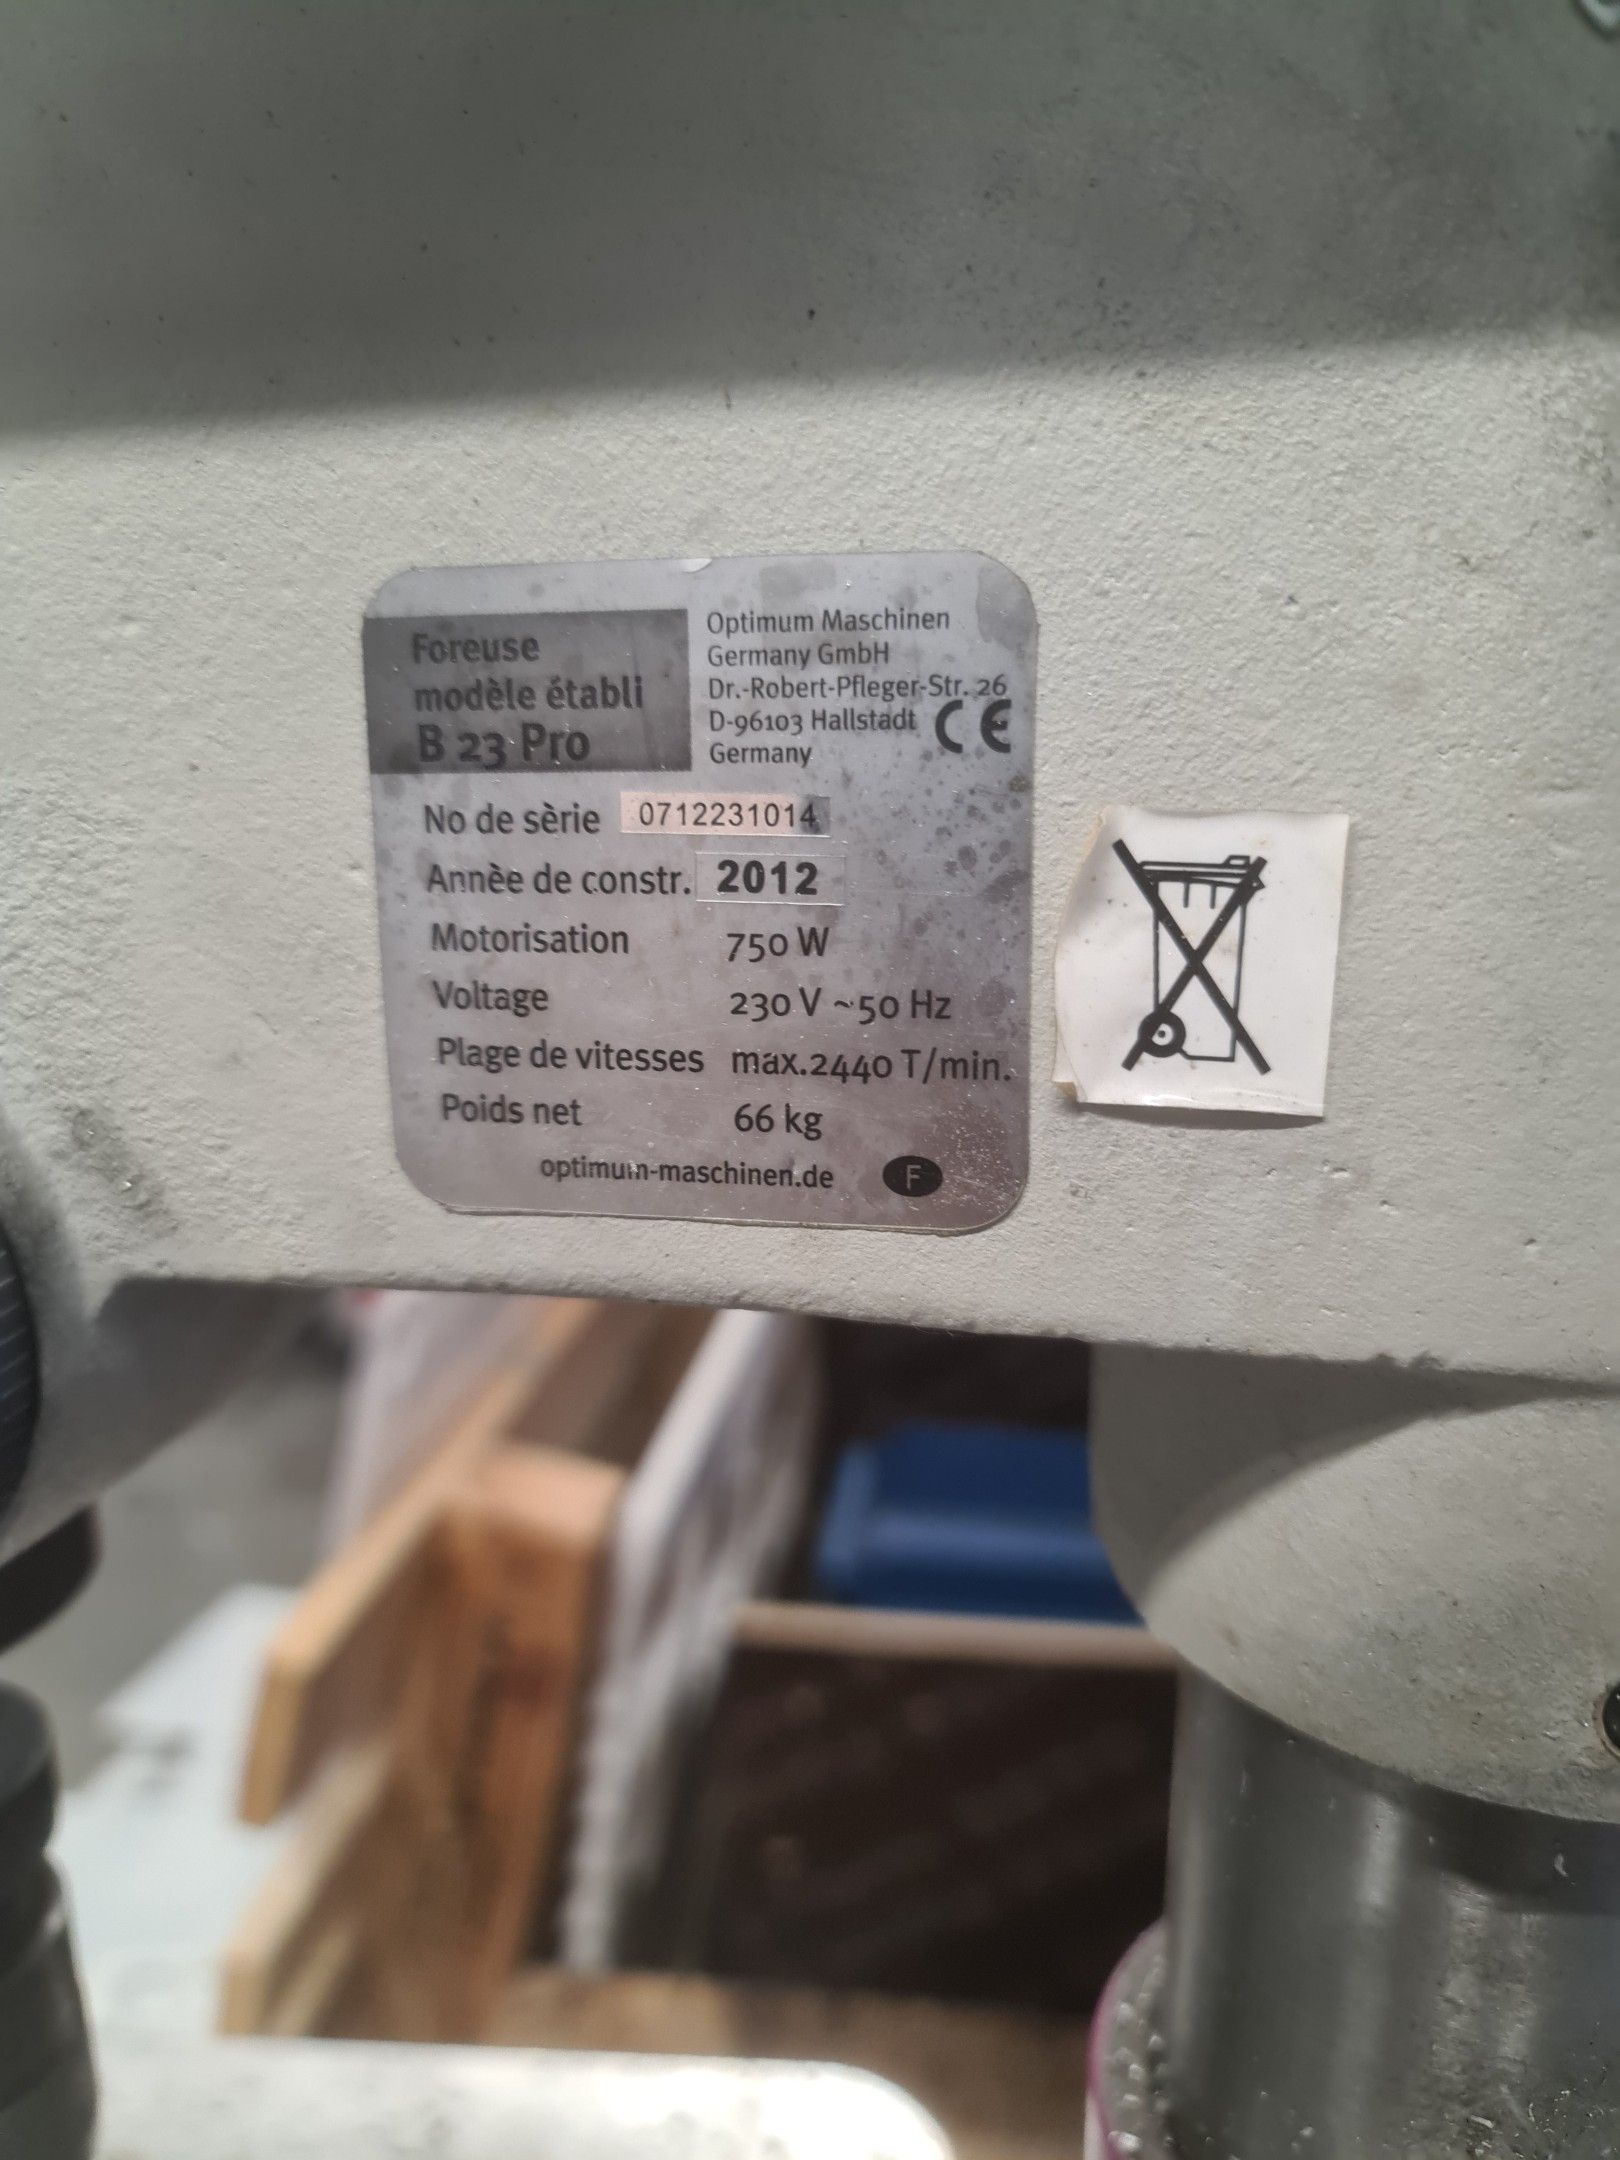 Foreuse
modèle établi
B 23 Pro
Optimum Maschinen
Germany GmbH
Dr.-Robert-Pfleger-Str. 26
D-96103 Hallstadt
Germany
CE
No de sèrie 0712231014
Annèe de constr. 2012
Motorisation 750 W
Voltage 230 V ~50 Hz
Plage de vitesses max.2440 T/min.
Poids net 66 kg
optimum-maschinen.de F